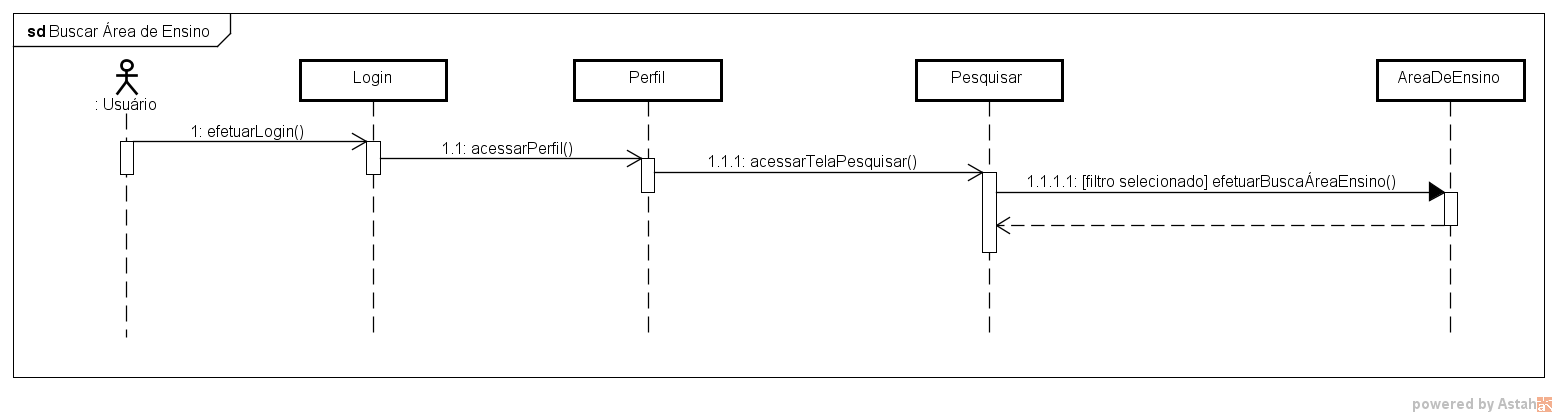 sd Buscar Área de Ensino
: Usuário
Login
Perfil
Pesquisar
AreaDeEnsino
1: efetuarLogin()
1.1: acessarPerfil()
1.1.1: acessarTelaPesquisar()
1.1.1.1: [filtro selecionado] efetuarBuscaÁreaEnsino()
powered by Astah